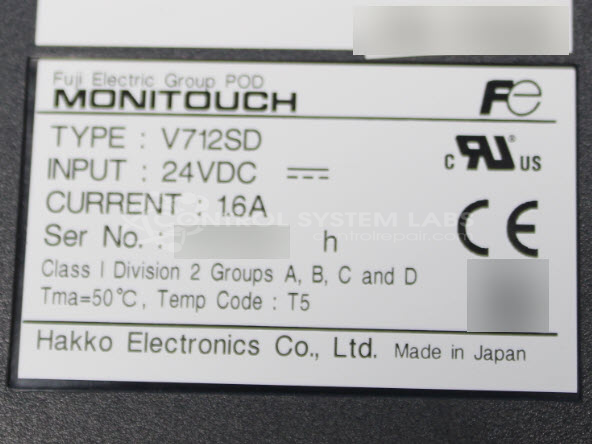 Fuji Electric Group POD
MONITOUCH
Fe
TYPE : V712SD
INPUT : 24VDC
C RU US
CURRENT 1.6A
CONTROL SYSTEM LABS
controlrepair.com
Ser No. h
CE
Class I Division 2 Groups A, B, C and D
Tma=50°C, Temp Code : T5
Hakko Electronics Co., Ltd. Made in Japan